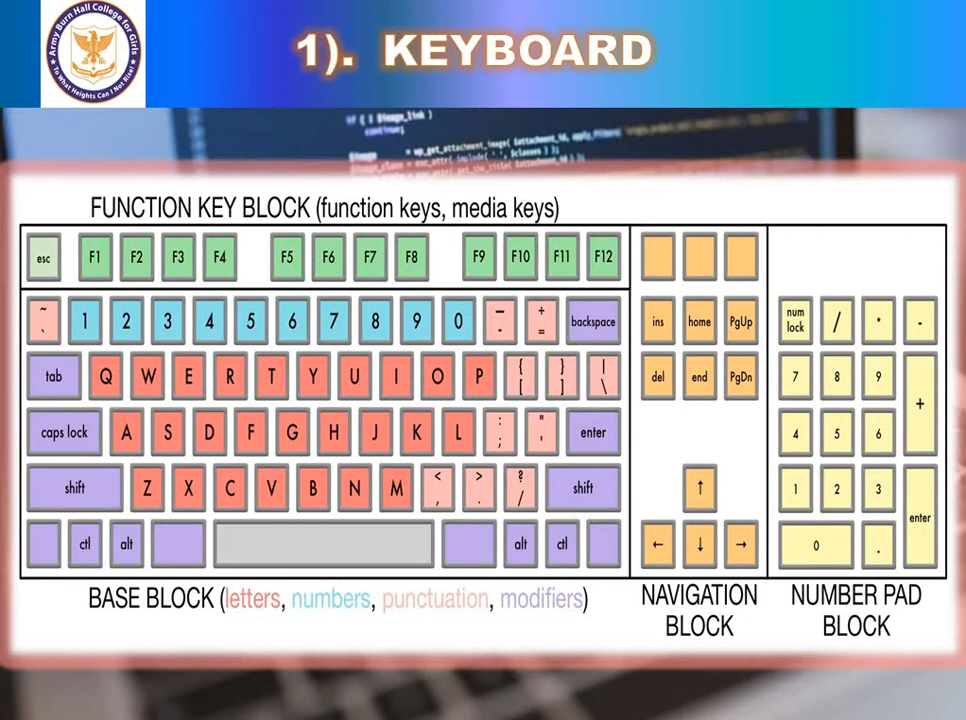 Army Burn Hall College for Girls
To What Heights Can I Not Rise!
1). KEYBOARD
if ( ! $image_link )
continue;
FUNCTION KEY BLOCK (function keys, media keys)
esc F1 F2 F3 F4 F5 F6 F7 F8 F9 F10 F11 F12
~ ` 1 2 3 4 5 6 7 8 9 0 – - + = backspace ins home PgUp num lock / * -
tab Q W E R T Y U I O P { [ } ] | \ del end PgDn 7 8 9 +
caps lock A S D F G H J K L : ; " ' enter 4 5 6
shift Z X C V B N M < , > . ? / shift ↑ 1 2 3 enter
ctl alt alt ctl ← ↓ → 0 .
BASE BLOCK (letters, numbers, punctuation, modifiers)
NAVIGATION BLOCK
NUMBER PAD BLOCK